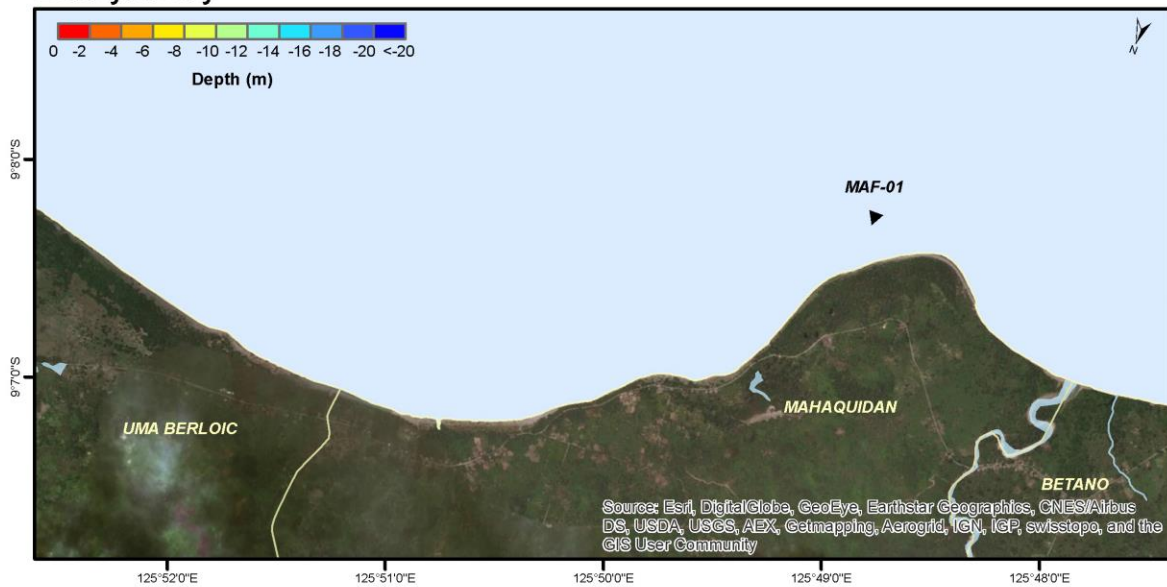 0 -2 -4 -6 -8 -10 -12 -14 -16 -18 -20 <-20
Depth (m)
N
9°8'0"S
MAF-01
9°7'0"S
UMA BERLOIC
MAHAQUIDAN
BETANO
Source: Esri, DigitalGlobe, GeoEye, Earthstar Geographics, CNES/Airbus
DS, USDA, USGS, AEX, Getmapping, Aerogrid, IGN, IGP, swisstopo, and the
GIS User Community
125°52'0"E 125°51'0"E 125°50'0"E 125°49'0"E 125°48'0"E